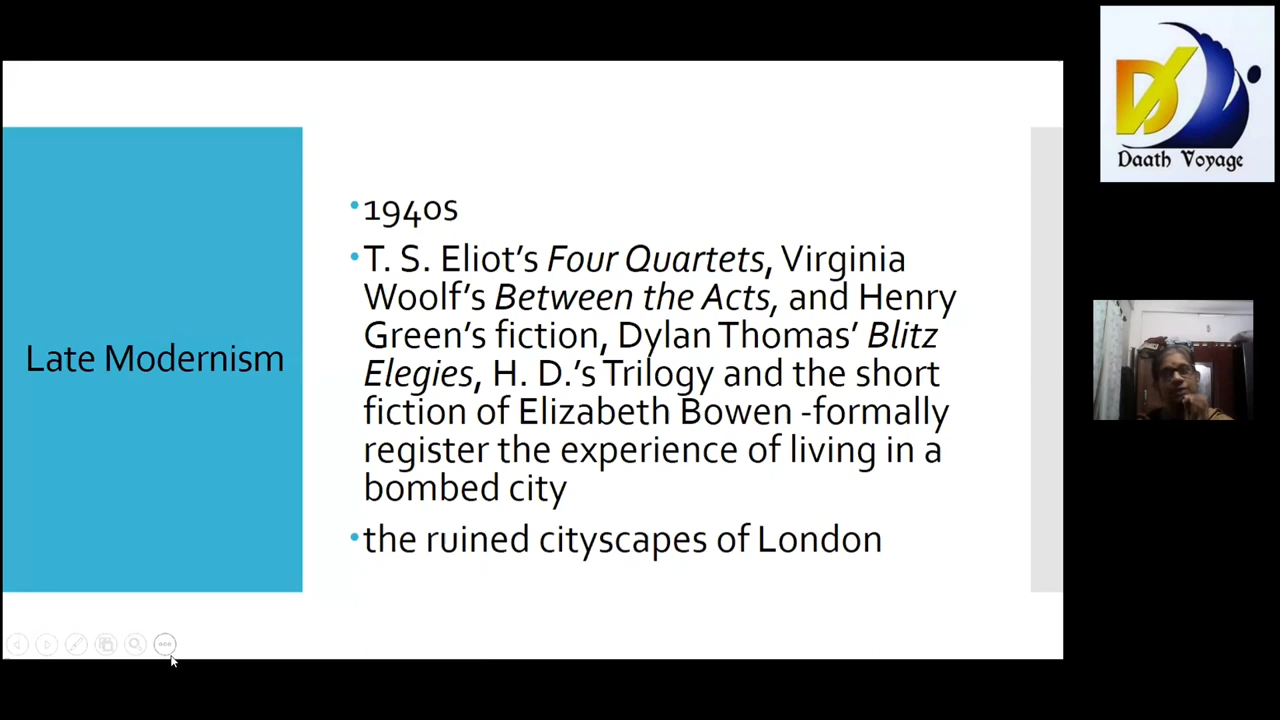 Late Modernism
•1940s
•T. S. Eliot's Four Quartets, Virginia
Woolf's Between the Acts, and Henry
Green's fiction, Dylan Thomas' Blitz
Elegies, H. D.'s Trilogy and the short
fiction of Elizabeth Bowen -formally
register the experience of living in a
bombed city
•the ruined cityscapes of London
D
Daath Voyage